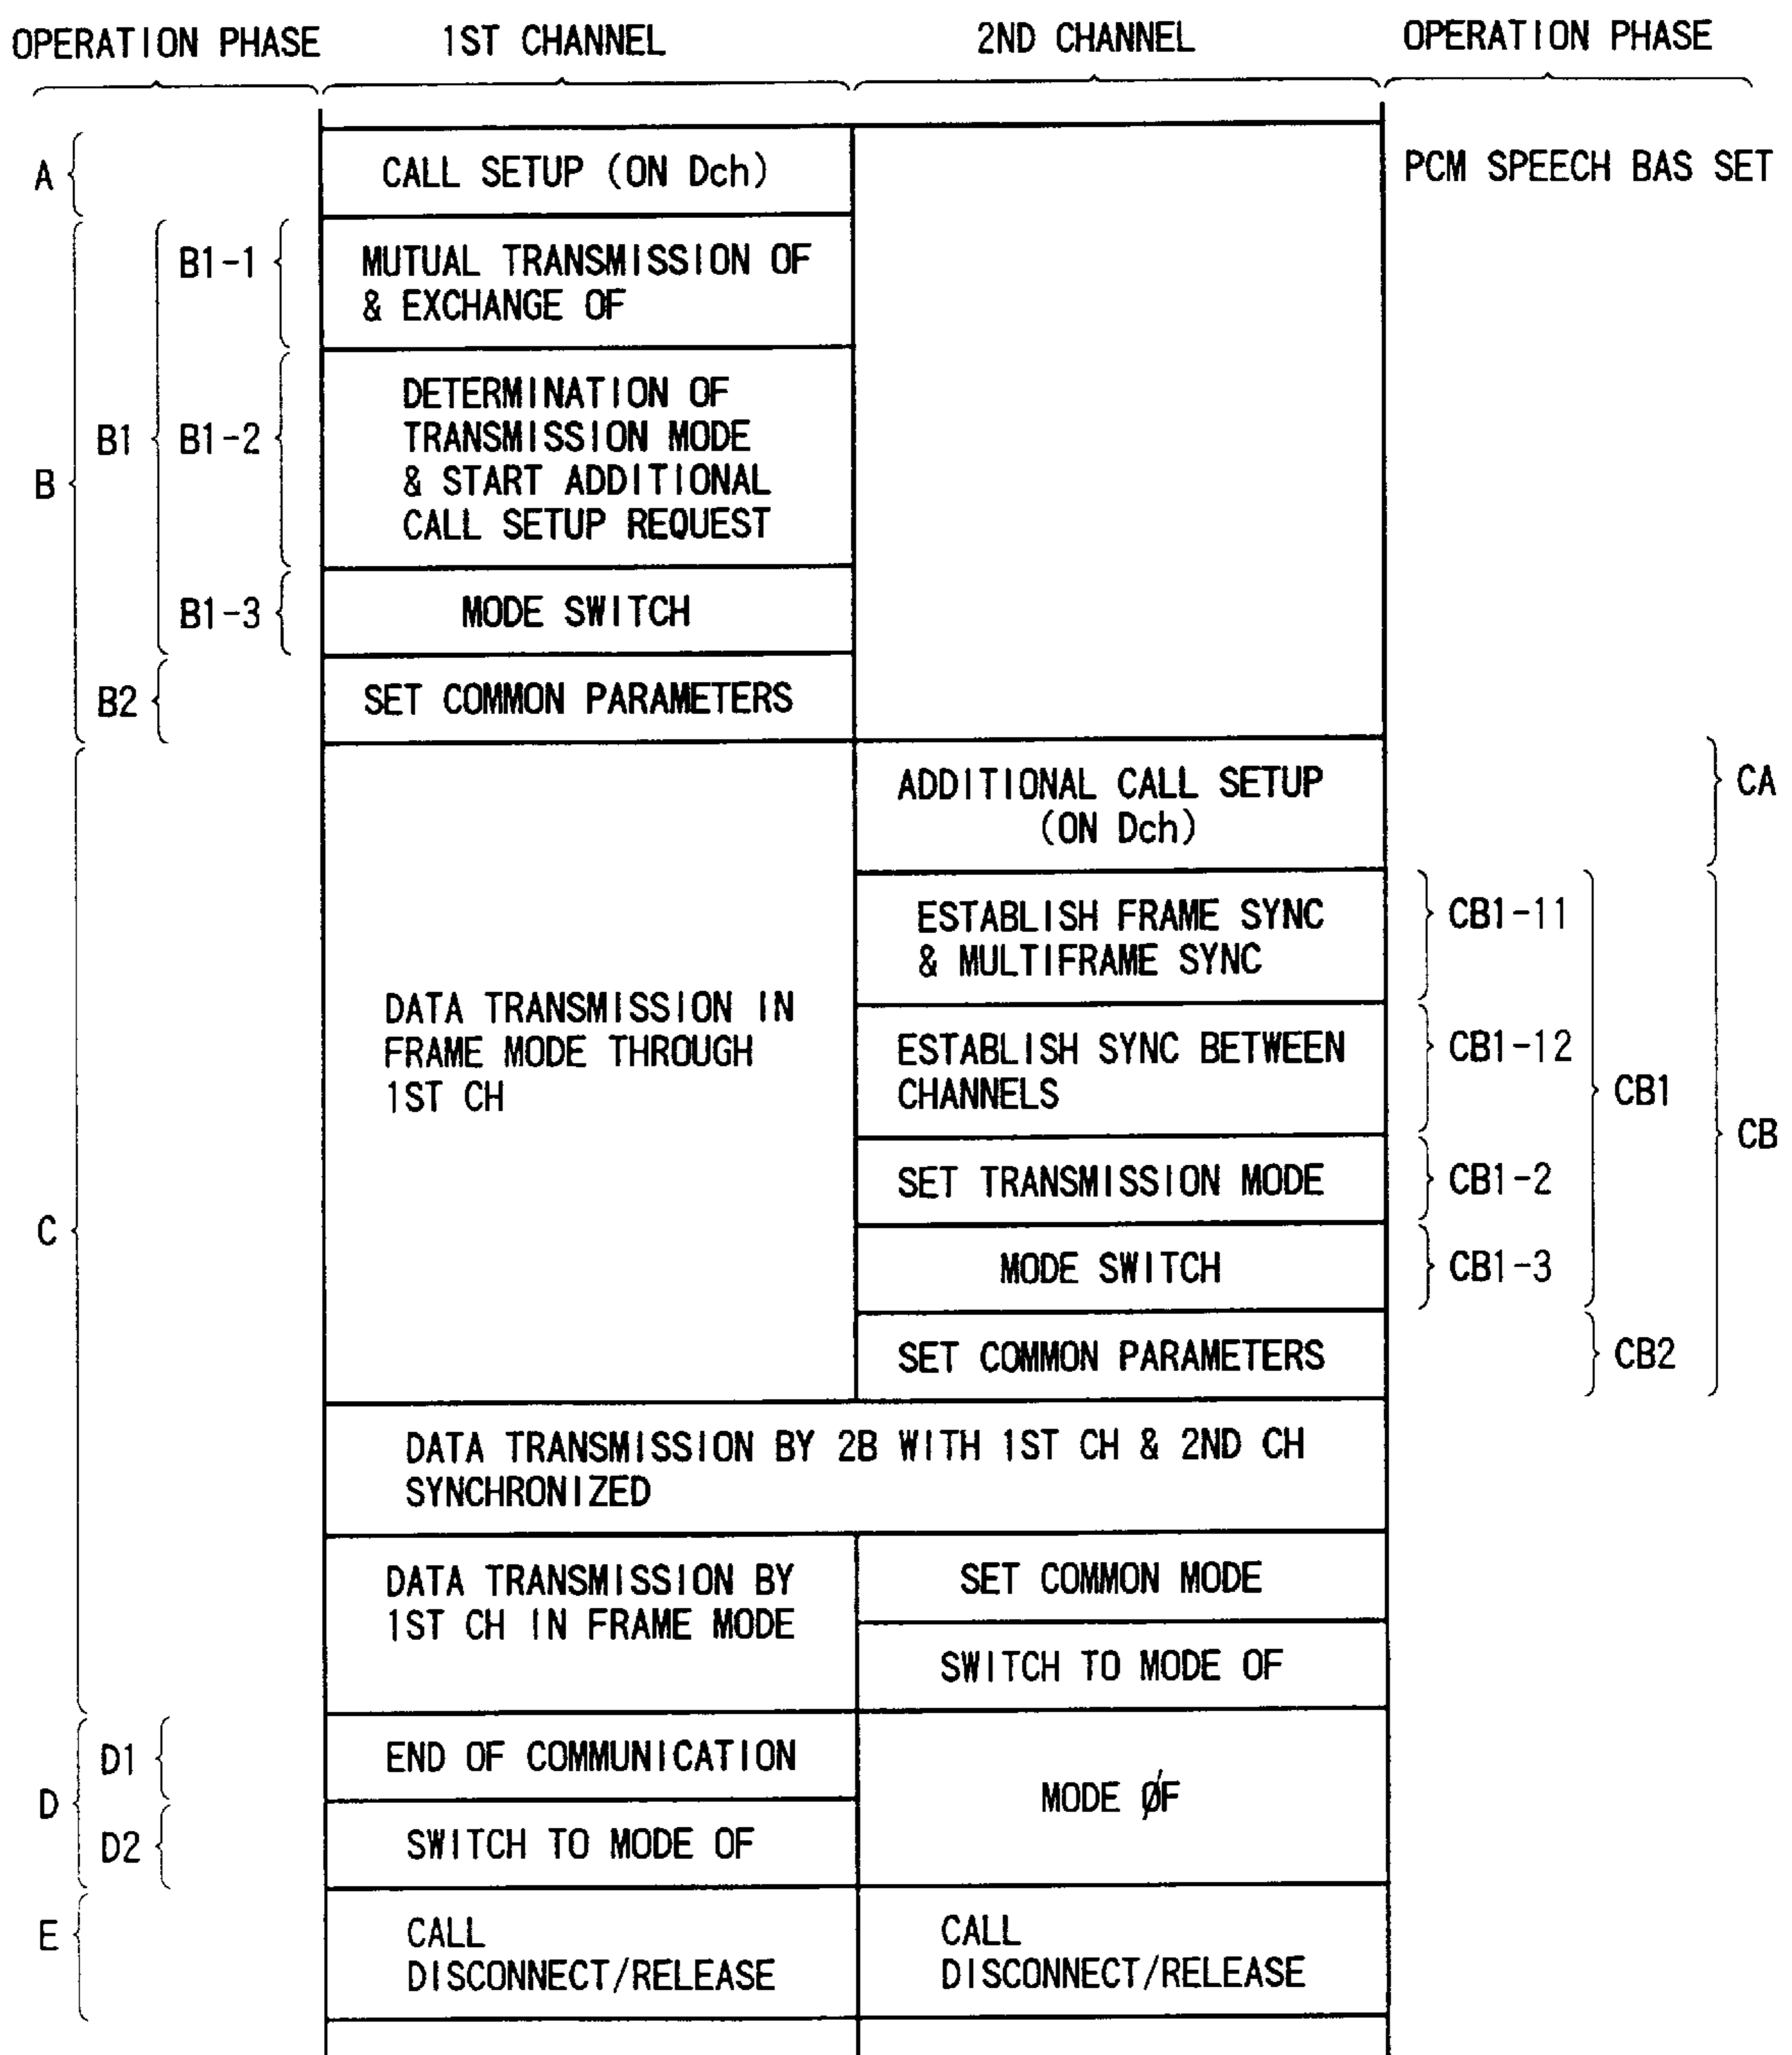 OPERATION PHASE 1ST CHANNEL 2ND CHANNEL OPERATION PHASE
A CALL SETUP (ON Dch) PCM SPEECH BAS SET
B1-1 MUTUAL TRANSMISSION OF
& EXCHANGE OF
DETERMINATION OF
B1 B1-2 TRANSMISSION MODE
B & START ADDITIONAL
CALL SETUP REQUEST
B1-3 MODE SWITCH
B2 SET COMMON PARAMETERS
ADDITIONAL CALL SETUP CA
(ON Dch)
ESTABLISH FRAME SYNC CB1-11
& MULTIFRAME SYNC
DATA TRANSMISSION IN
FRAME MODE THROUGH
1ST CH
ESTABLISH SYNC BETWEEN CB1-12
CHANNELS CB1
CB
SET TRANSMISSION MODE CB1-2
C
MODE SWITCH CB1-3
SET COMMON PARAMETERS CB2
DATA TRANSMISSION BY 2B WITH 1ST CH & 2ND CH
SYNCHRONIZED
DATA TRANSMISSION BY
1ST CH IN FRAME MODE
SET COMMON MODE
SWITCH TO MODE OF
D1 END OF COMMUNICATION
D MODE ØF
D2 SWITCH TO MODE OF
E CALL
DISCONNECT/RELEASE
CALL
DISCONNECT/RELEASE